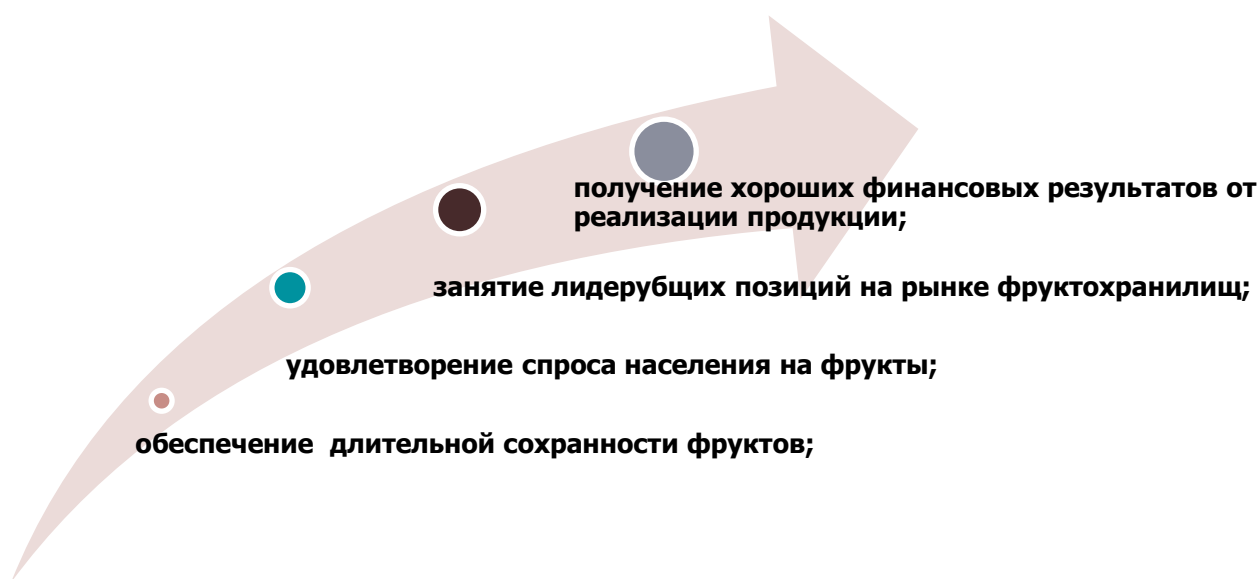 получение хороших финансовых результатов от
реализации продукции;
занятие лидерубщих позиций на рынке фруктохранилищ;
удовлетворение спроса населения на фрукты;
обеспечение  длительной сохранности фруктов;